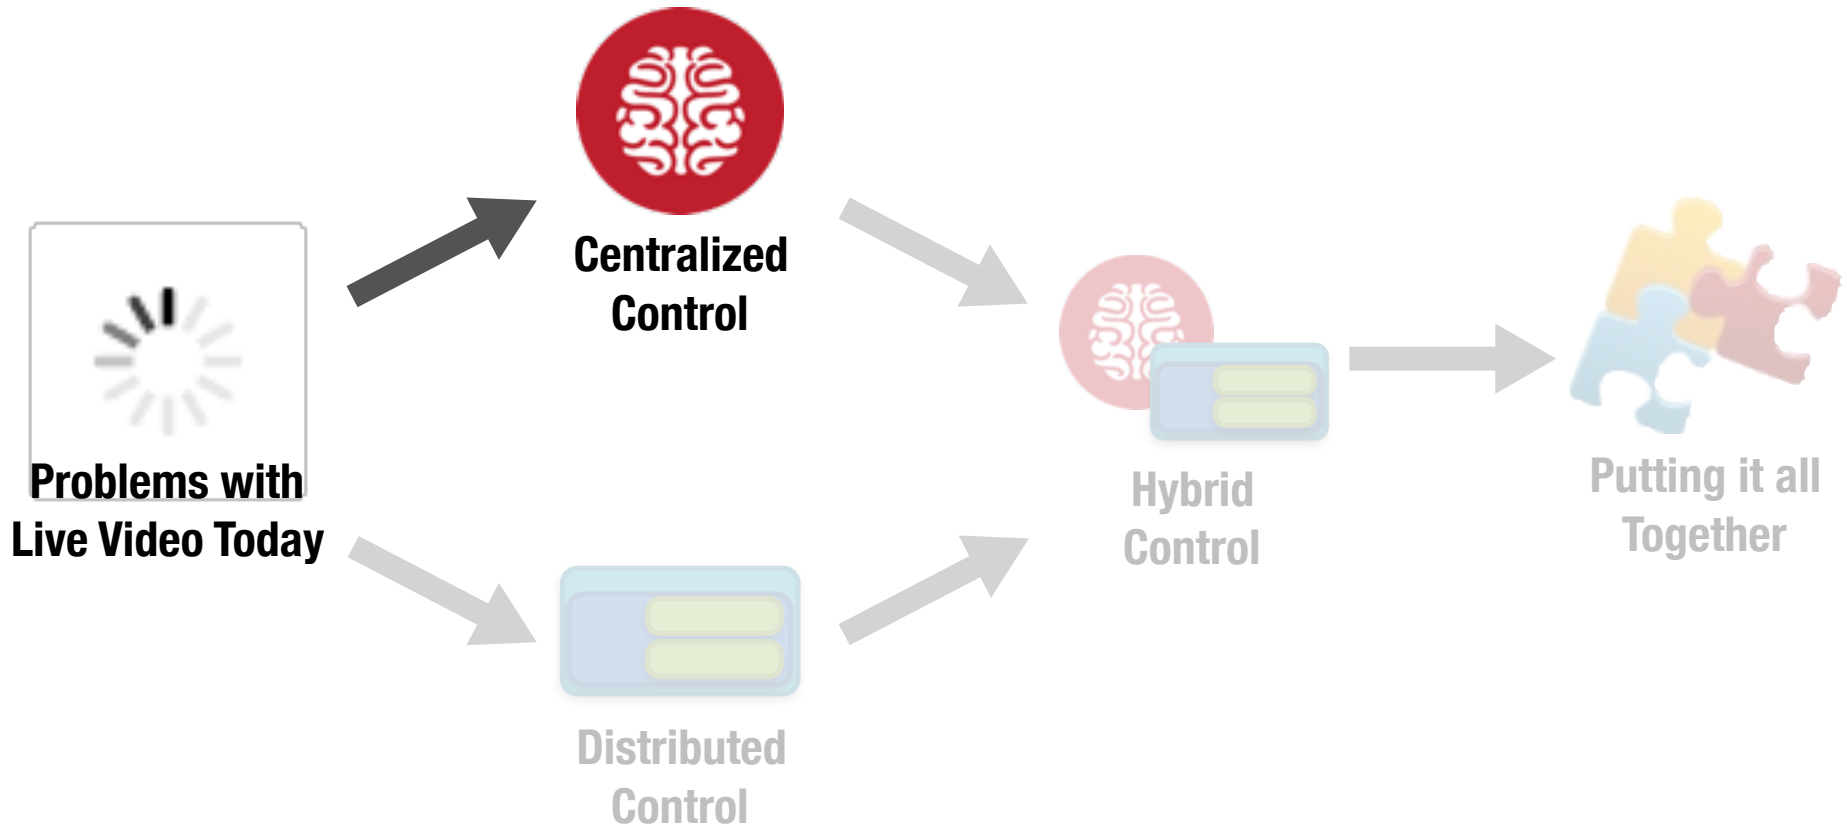 Problems with
Live Video Today
Centralized
Control
Distributed
Control
Hybrid
Control
Putting it all
Together